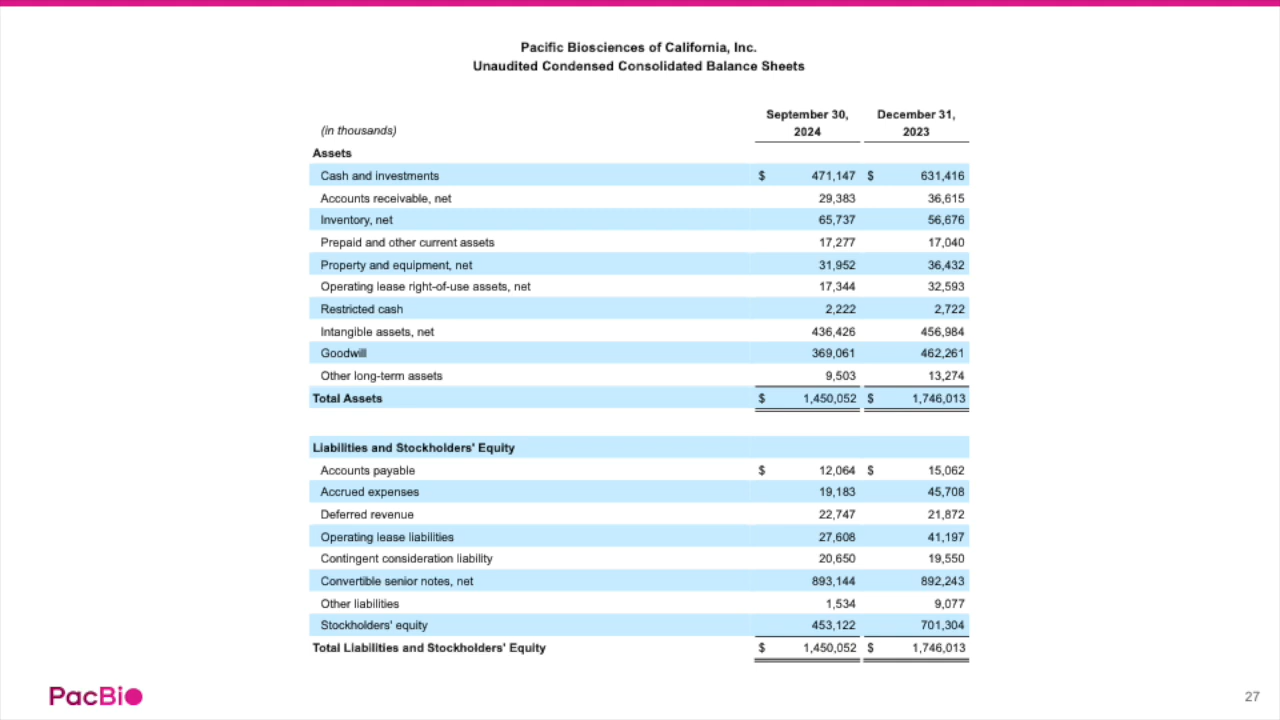 Pacific Biosciences of California, Inc.
Unaudited Condensed Consolidated Balance Sheets
September 30, December 31,
(in thousands) 2024 2023
Assets
Cash and investments $ 471,147 $ 631,416
Accounts receivable, net 29,383 36,615
Inventory, net 65,737 56,676
Prepaid and other current assets 17,277 17,040
Property and equipment, net 31,952 36,432
Operating lease right-of-use assets, net 17,344 32,593
Restricted cash 2,222 2,722
Intangible assets, net 436,426 456,984
Goodwill 369,061 462,261
Other long-term assets 9,503 13,274
Total Assets $ 1,450,052 $ 1,746,013
Liabilities and Stockholders' Equity
Accounts payable $ 12,064 $ 15,062
Accrued expenses 19,183 45,708
Deferred revenue 22,747 21,872
Operating lease liabilities 27,608 41,197
Contingent consideration liability 20,650 19,550
Convertible senior notes, net 893,144 892,243
Other liabilities 1,534 9,077
Stockholders' equity 453,122 701,304
Total Liabilities and Stockholders' Equity $ 1,450,052 $ 1,746,013
PacBio 27